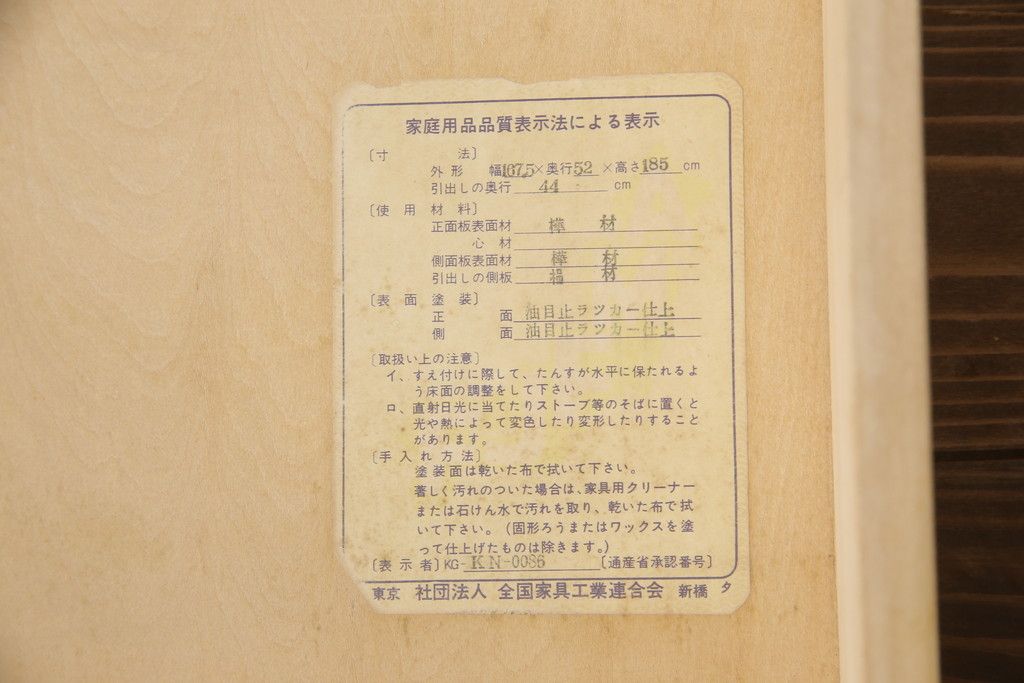 家庭用品品質表示法による表示
〔寸 法〕
外形 幅167.5×奥行52×高さ185cm
引出しの奥行 44 cm
〔使用材料〕
正面板表面材 樺材
心材
側面板表面材 樺材
引出しの側板 材
〔表面塗装〕
正面 油目止ラツカー仕上
側面 油目止ラツカー仕上
〔取扱い上の注意〕
イ、すえ付けに際して、たんすが水平に保たれるよ
う床面の調整をして下さい。
ロ、直射日光に当てたりストーブ等のそばに置くと
光や熱によって変色したり変形したりすること
があります。
〔手入れ方法〕
塗装面は乾いた布で拭いて下さい。
著しく汚れのついた場合は、家具用クリーナー
または石けん水で汚れを取り、乾いた布で拭
いて下さい。(固形ろうまたはワックスを塗
って仕上げたものは除きます。)
〔表示者〕KG-KN-0086〔通産省承認番号〕
東京 社団法人 全国家具工業連合会 新橋 タ